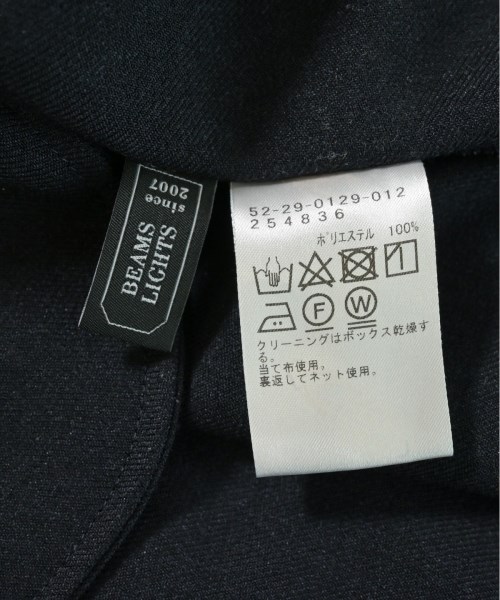 since
2007
BEAMS
LIGHTS
52-29-0129-012
254836
ポリエステル 100%
F
W
クリーニングはボックス乾燥す
る。
当て布使用。
裏返してネット使用。